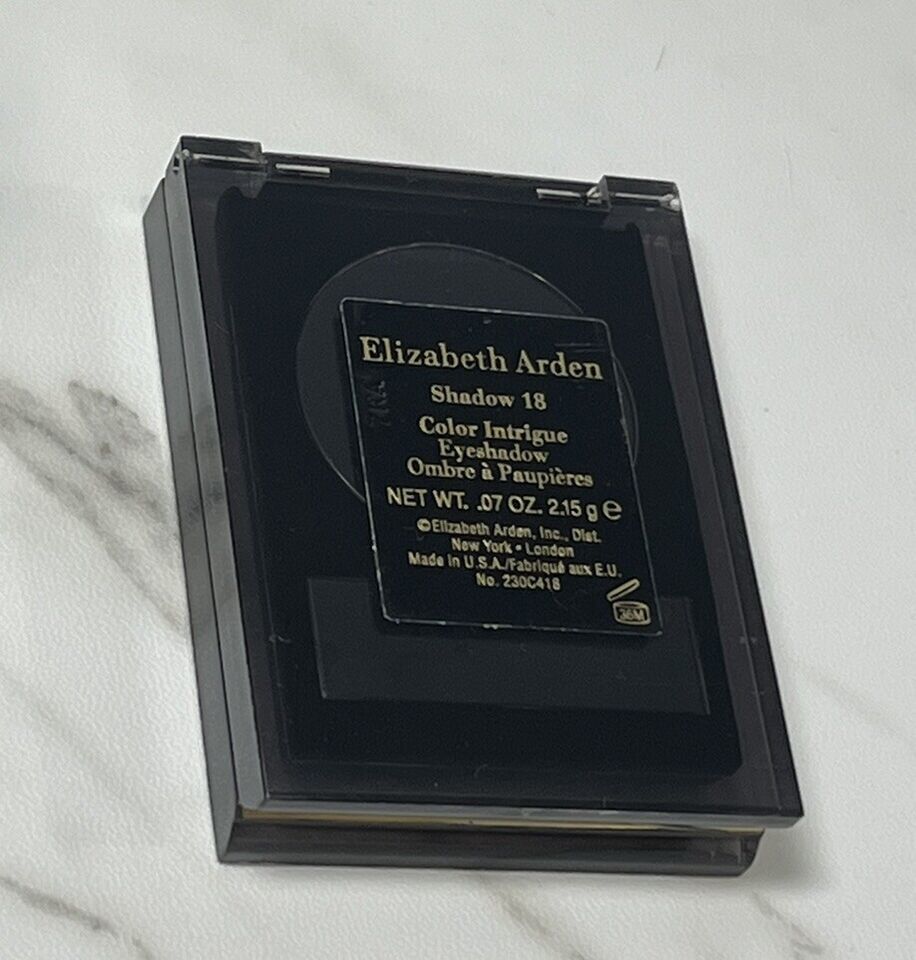 Elizabeth Arden
Shadow 18
Color Intrigue
Eyeshadow
Ombre à Paupières
NET WT. .07 OZ. 2.15 g ℮
©Elizabeth Arden, Inc., Dist.
New York • London
Made in U.S.A./Fabriqué aux E.U.
No. 230C418
36M